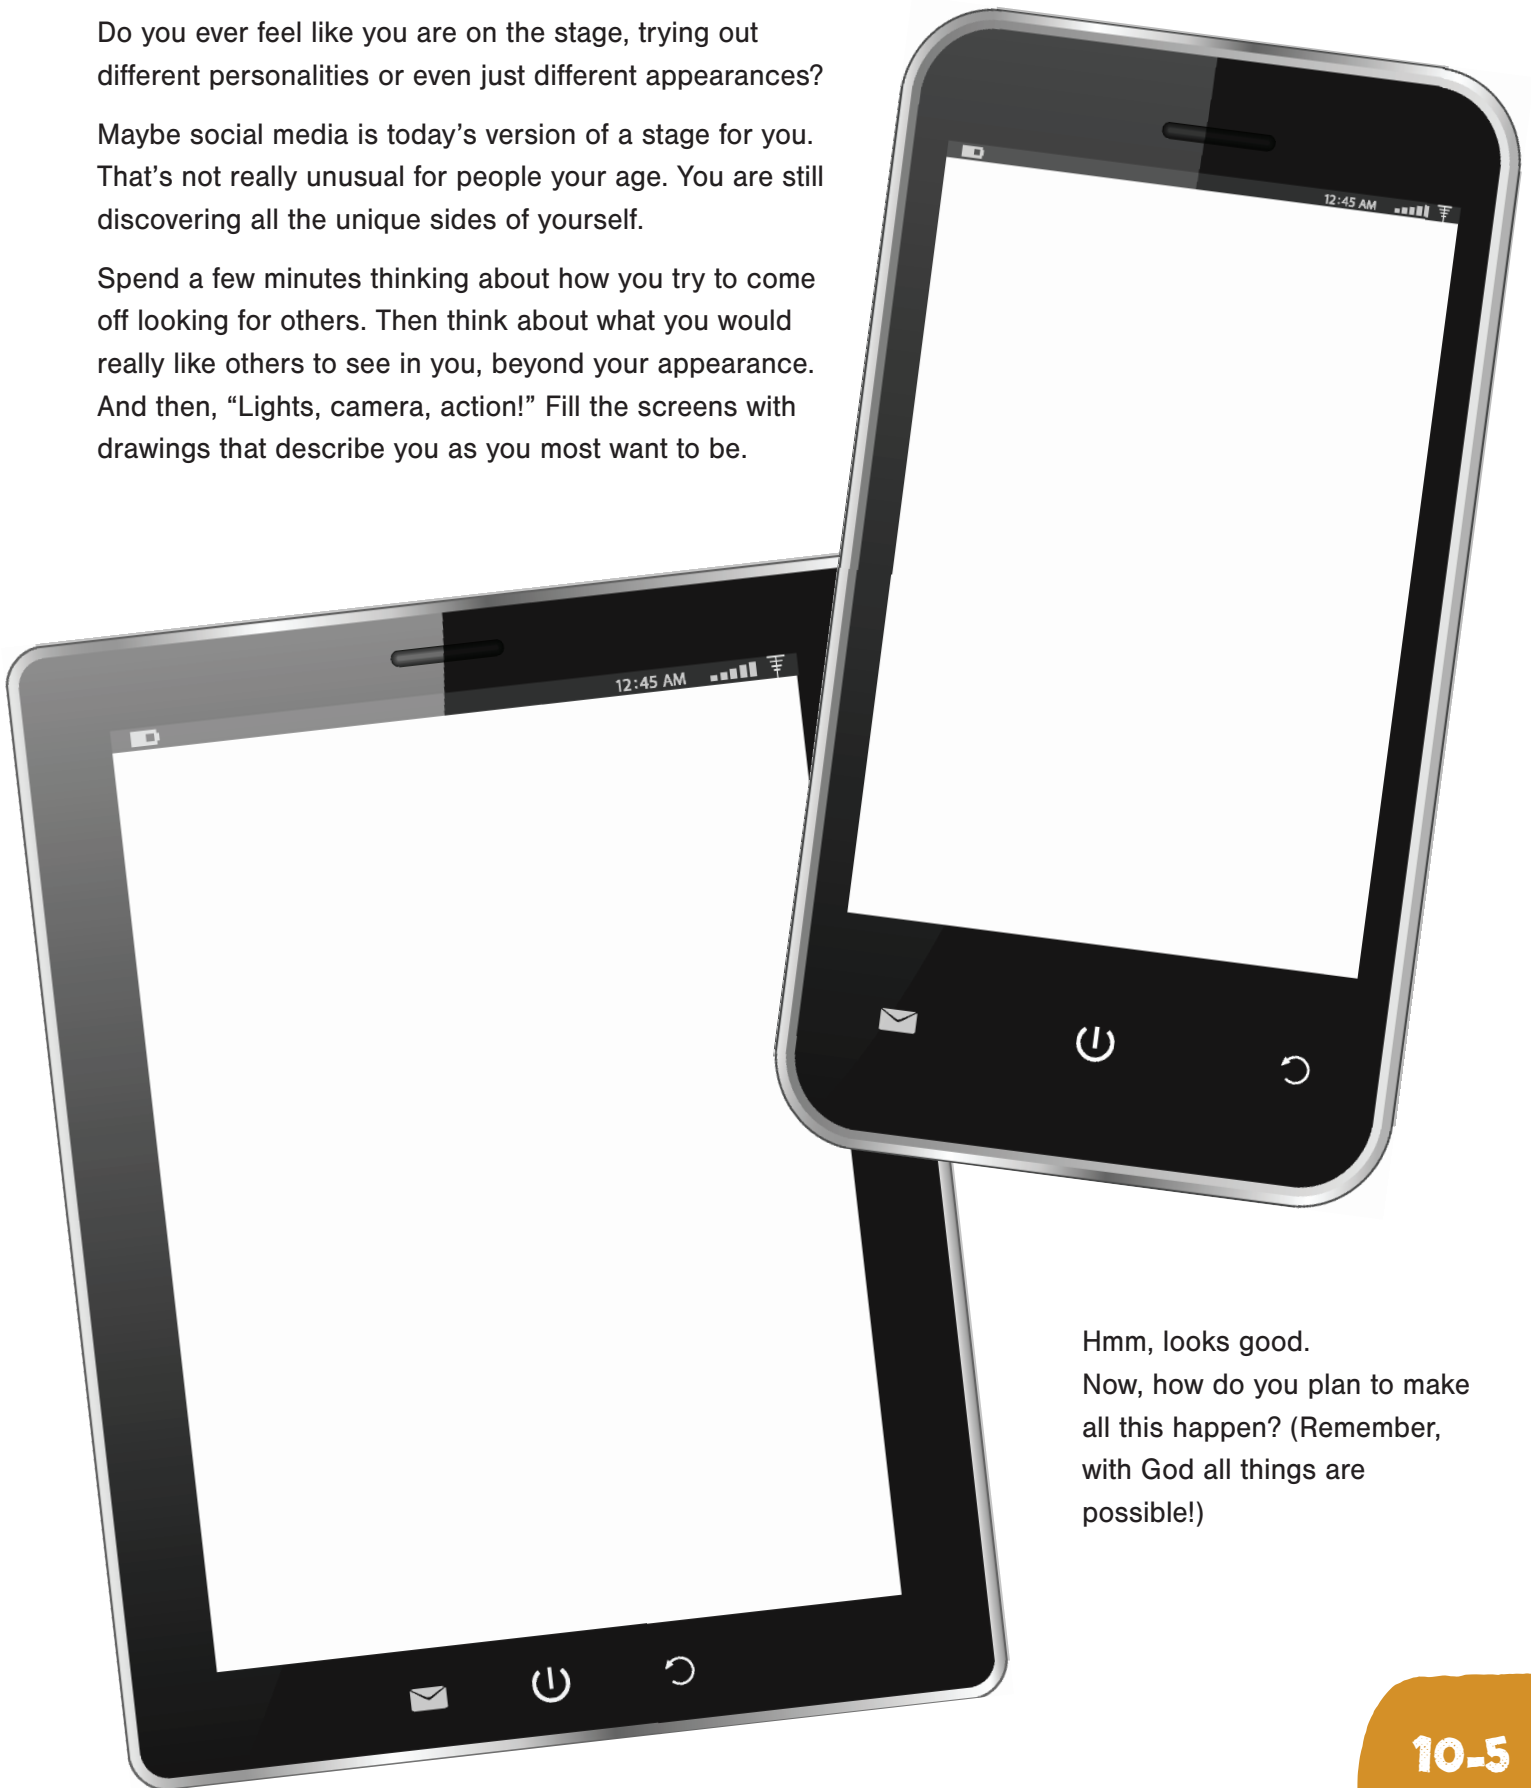 Do you ever feel like you are on the stage, trying out
different personalities or even just different appearances?
Maybe social media is today's version of a stage for you.
That's not really unusual for people your age. You are still
discovering all the unique sides of yourself.
Spend a few minutes thinking about how you try to come
off looking for others. Then think about what you would
really like others to see in you, beyond your appearance.
And then, “Lights, camera, action!” Fill the screens with
drawings that describe you as you most want to be.
12:45 AM
12:45 AM
Hmm, looks good.
Now, how do you plan to make
all this happen? (Remember,
with God all things are
possible!)
10-5